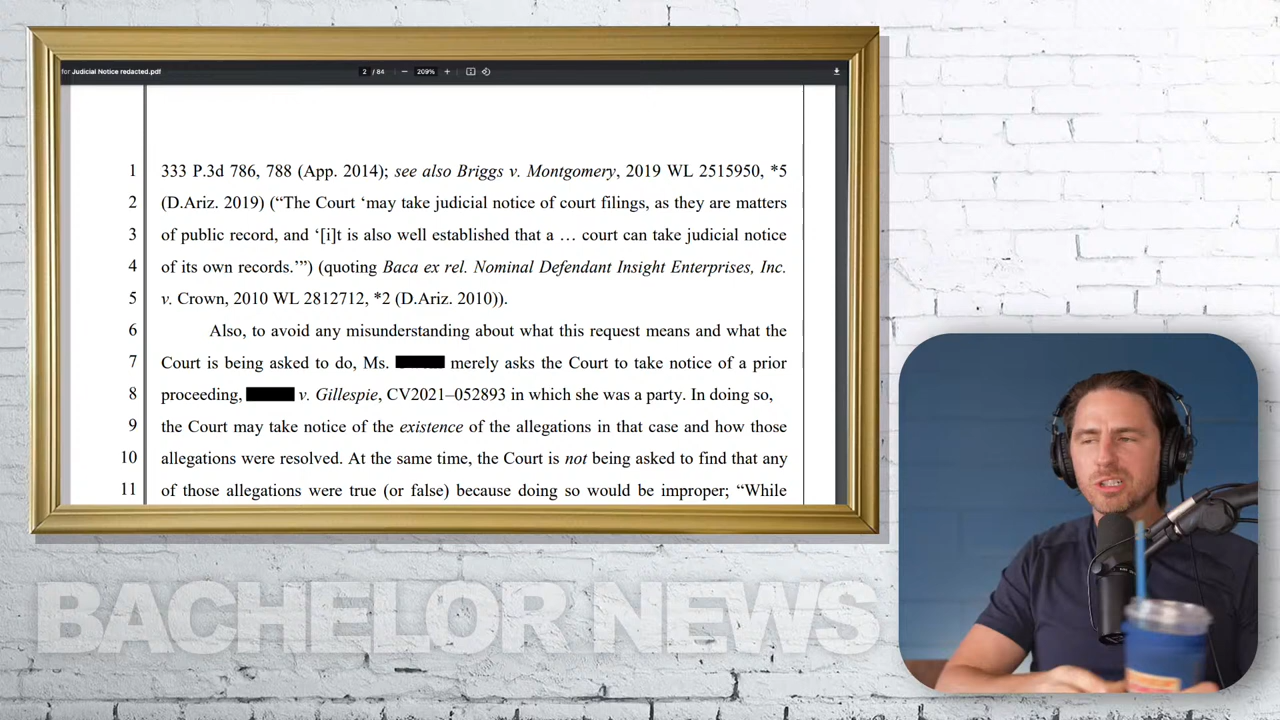 for Judicial Notice redacted.pdf
2 / 84
209%
1 333 P.3d 786, 788 (App. 2014); see also Briggs v. Montgomery, 2019 WL 2515950, *5
2 (D.Ariz. 2019) (“The Court ‘may take judicial notice of court filings, as they are matters
3 of public record, and ‘[i]t is also well established that a … court can take judicial notice
4 of its own records.’”) (quoting Baca ex rel. Nominal Defendant Insight Enterprises, Inc.
5 v. Crown, 2010 WL 2812712, *2 (D.Ariz. 2010)).
6 Also, to avoid any misunderstanding about what this request means and what the
7 Court is being asked to do, Ms. merely asks the Court to take notice of a prior
8 proceeding, v. Gillespie, CV2021–052893 in which she was a party. In doing so,
9 the Court may take notice of the existence of the allegations in that case and how those
10 allegations were resolved. At the same time, the Court is not being asked to find that any
11 of those allegations were true (or false) because doing so would be improper; “While
BACHELOR NEWS